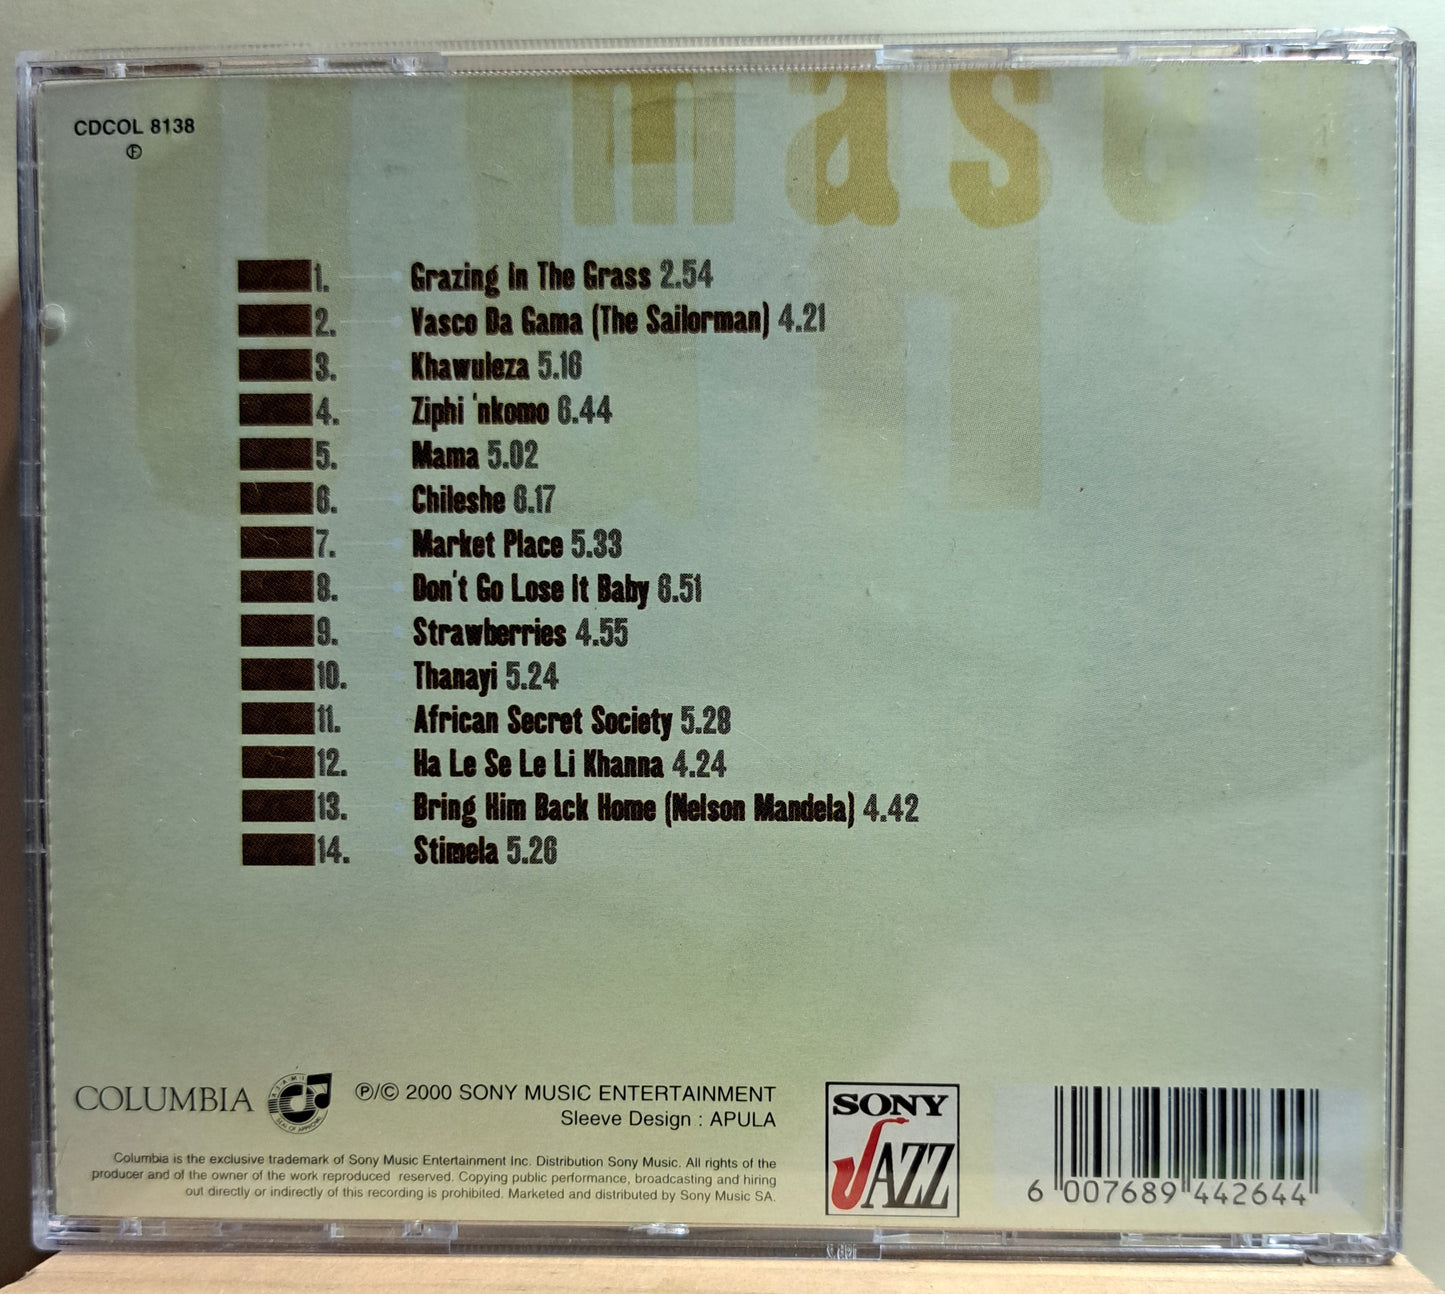 CDCOL 8138
Ⓕ
masek
1. Grazing In The Grass 2.54
2. Vasco Da Gama (The Sailorman) 4.21
3. Khawuleza 5.16
4. Ziphi 'nkomo 6.44
5. Mama 5.02
6. Chileshe 6.17
7. Market Place 5.33
8. Don't Go Lose It Baby 6.51
9. Strawberries 4.55
10. Thanayi 5.24
11. African Secret Society 5.28
12. Ha Le Se Le Li Khanna 4.24
13. Bring Him Back Home (Nelson Mandela) 4.42
14. Stimela 5.26
COLUMBIA
SEAL OF APPROVAL
℗/© 2000 SONY MUSIC ENTERTAINMENT
Sleeve Design : APULA
Columbia is the exclusive trademark of Sony Music Entertainment Inc. Distribution Sony Music. All rights of the
producer and of the owner of the work reproduced reserved. Copying public performance, broadcasting and hiring
out directly or indirectly of this recording is prohibited. Marketed and distributed by Sony Music SA.
SONY
JAZZ
6 007689 442644